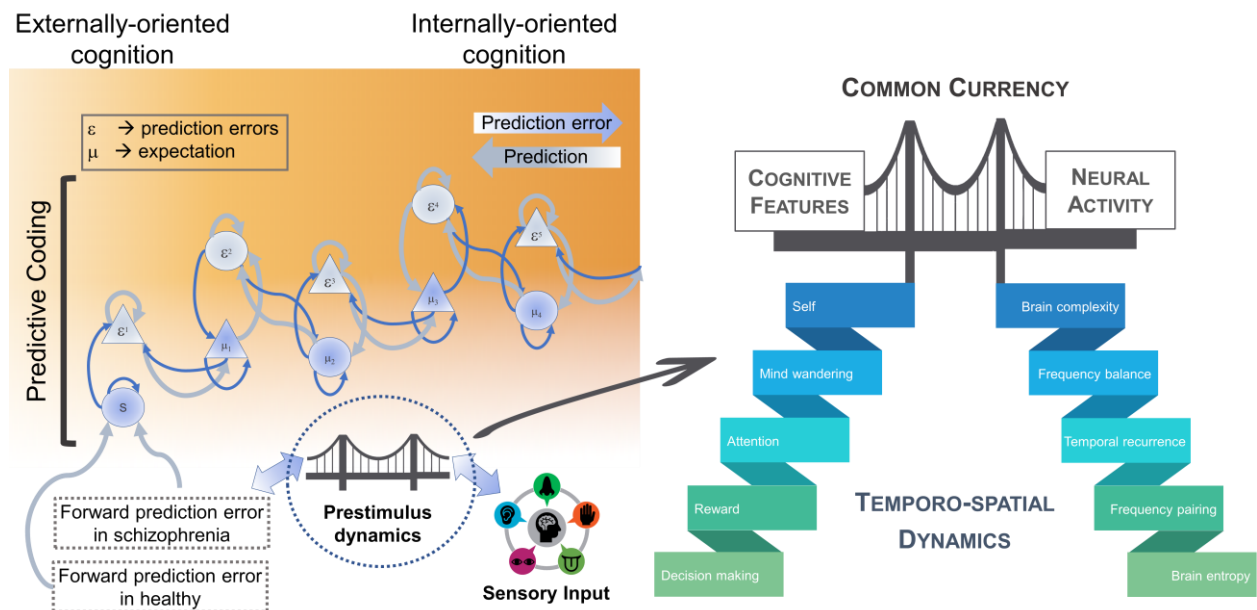 Externally-oriented
cognition
Internally-oriented
cognition
ε → prediction errors
μ → expectation
Prediction error
Prediction
Predictive Coding
ε¹
S
ε²
μ₁
ε³
μ₂
ε⁴
μ₃
ε⁵
μ₄
Forward prediction error
in schizophrenia
Forward prediction error
in healthy
Prestimulus
dynamics
Sensory Input
COMMON CURRENCY
COGNITIVE
FEATURES
NEURAL
ACTIVITY
Self
Mind wandering
Attention
Reward
Decision making
Brain complexity
Frequency balance
Temporal recurrence
Frequency pairing
Brain entropy
TEMPORO-SPATIAL
DYNAMICS